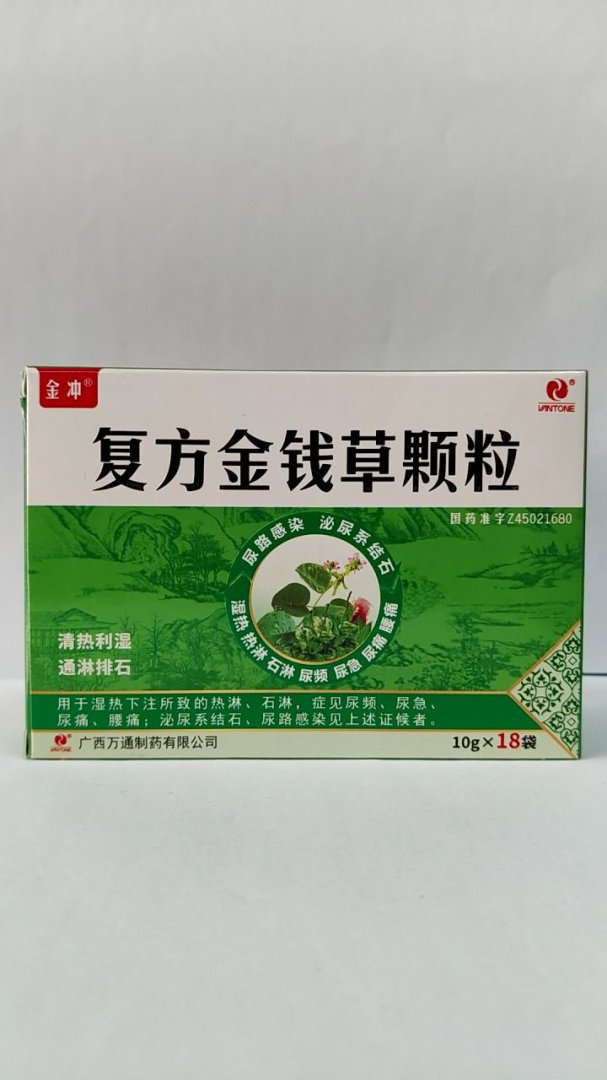 金冲®
VANTONE®
复方金钱草颗粒
国药准字Z45021680
尿路感染 泌尿系结石
湿热 热淋 石淋 尿频 尿急 尿痛 腰痛
清热利湿
通淋排石
用于湿热下注所致的热淋、石淋,症见尿频、尿急、
尿痛、腰痛;泌尿系结石、尿路感染见上述证候者。
VANTONE 广西万通制药有限公司
10g×18袋